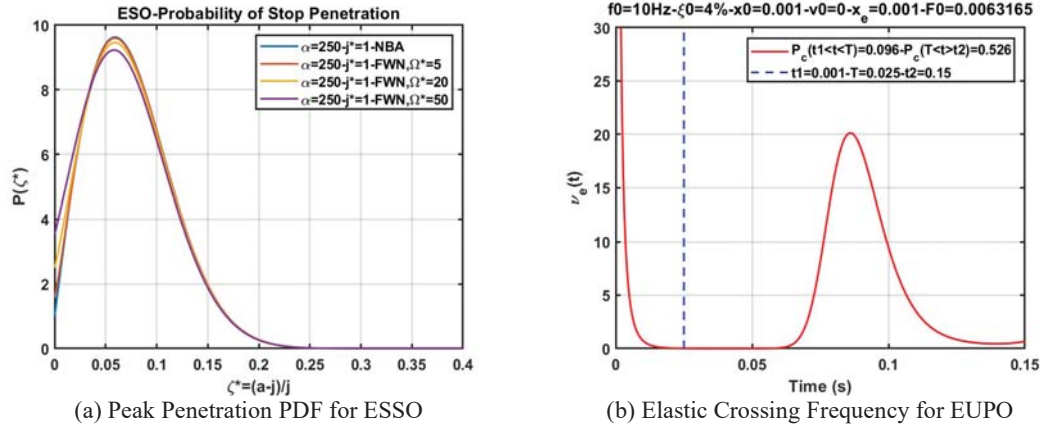 ESO-Probability of Stop Penetration
10
8
6
4
2
0
P(ζ*)
α=250-j*=1-NBA
α=250-j*=1-FWN,Ω*=5
α=250-j*=1-FWN,Ω*=20
α=250-j*=1-FWN,Ω*=50
0 0.05 0.1 0.15 0.2 0.25 0.3 0.35 0.4
ζ*=(a-j)/j
(a) Peak Penetration PDF for ESSO
f0=10Hz-ξ0=4%-x0=0.001-v0=0-x_e=0.001-F0=0.0063165
30
25
20
15
10
5
0
ν_e(t)
P_c(t1<t<T)=0.096-P_c(T<t>t2)=0.526
t1=0.001-T=0.025-t2=0.15
0 0.05 0.1 0.15
Time (s)
(b) Elastic Crossing Frequency for EUPO